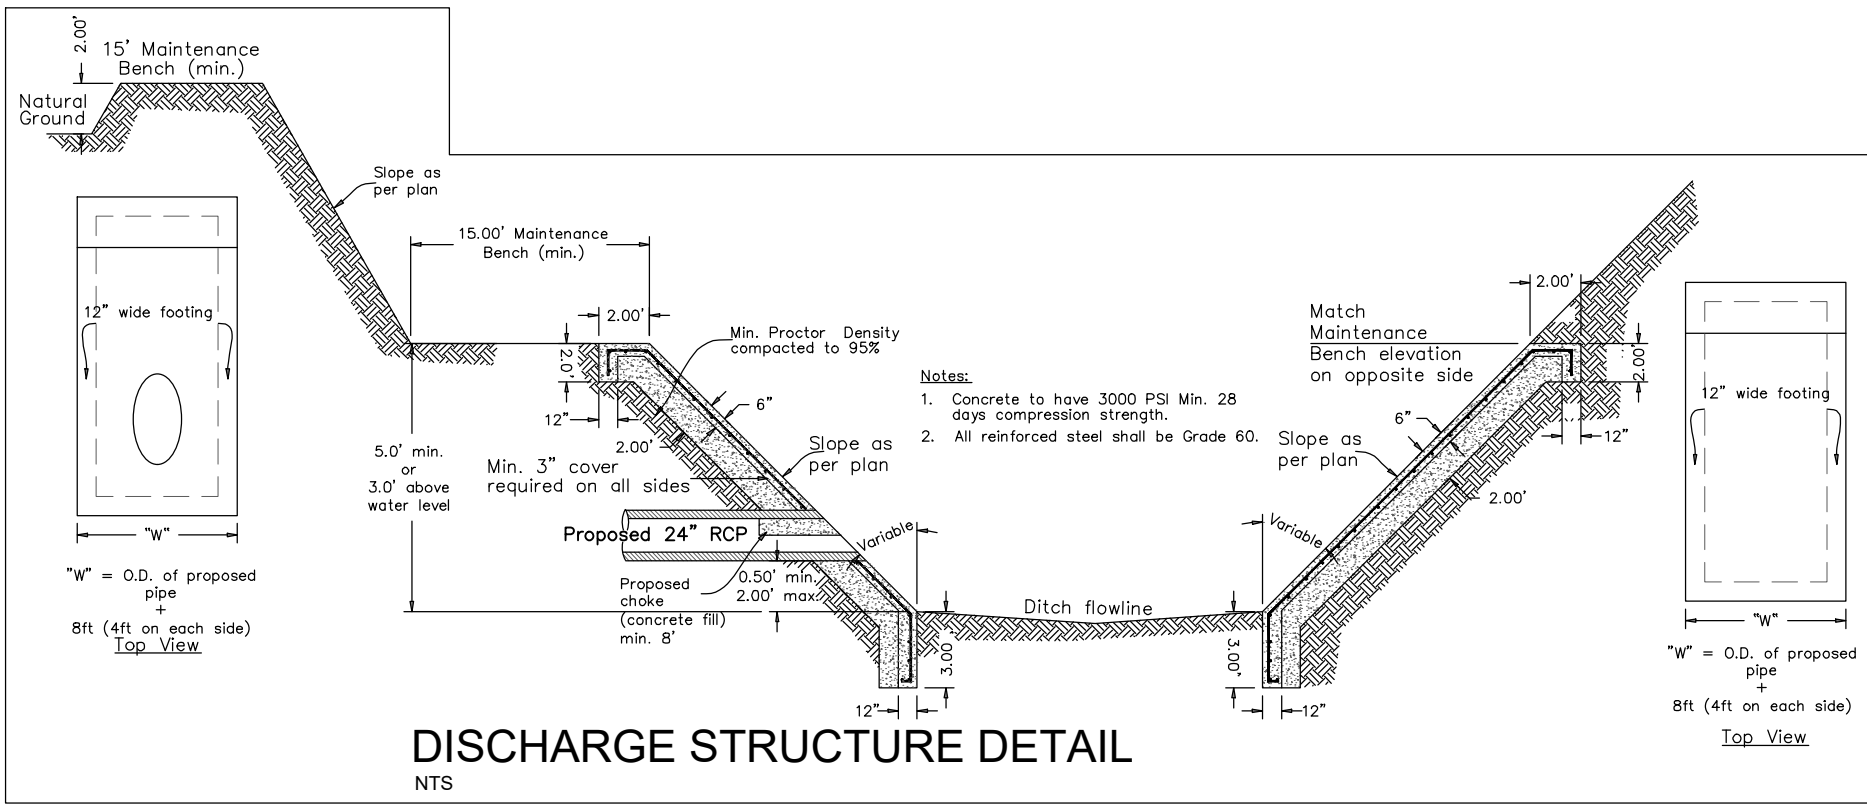 2.00'
15' Maintenance
Bench (min.)
Natural
Ground
Slope as
per plan
12" wide footing
"W"
"W" = O.D. of proposed
pipe
+
8ft (4ft on each side)
Top View
15.00' Maintenance
Bench (min.)
2.00'
2.0'
12"
Min. Proctor Density
compacted to 95%
6"
2.00'
5.0' min.
or
3.0' above
water level
Min. 3" cover
required on all sides
Slope as
per plan
Proposed 24" RCP
Variable
Proposed
choke
(concrete fill)
min. 8'
0.50' min.
2.00' max.
3.00'
12"
Notes:
1. Concrete to have 3000 PSI Min. 28
days compression strength.
2. All reinforced steel shall be Grade 60.
Ditch flowline
Match
Maintenance
Bench elevation
on opposite side
2.00'
2.00'
12"
6"
Slope as
per plan
2.00'
Variable
3.00'
12"
12" wide footing
"W"
"W" = O.D. of proposed
pipe
+
8ft (4ft on each side)
Top View
DISCHARGE STRUCTURE DETAIL
NTS